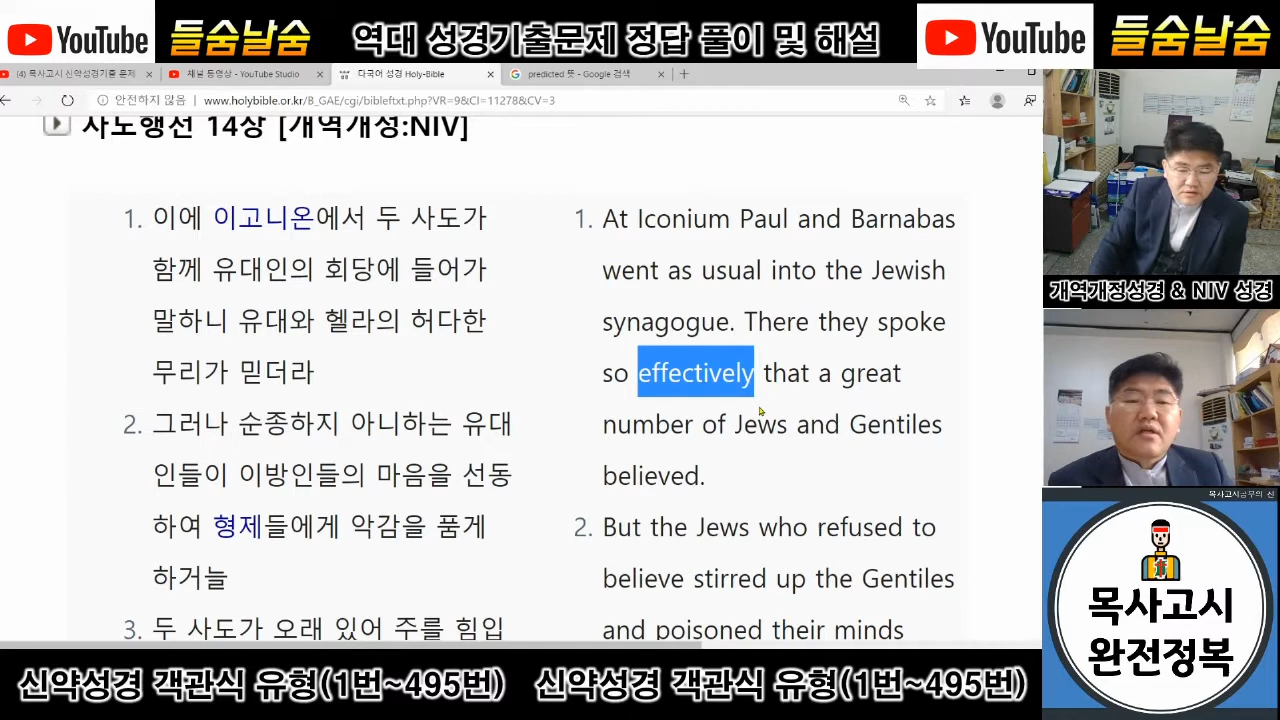 YouTube 들숨날숨 역대 성경기출문제 정답 풀이 및 해설 YouTube 들숨날숨
(4) 목사고시 신약성경기출 문제 × 채널 동영상 - YouTube Studio × 다국어 성경 Holy-Bible × predicted 뜻 - Google 검색 × +
안전하지 않음 | www.holybible.or.kr/B_GAE/cgi/bibleftxt.php?VR=9&CI=11278&CV=3
사도행전 14장 [개역개정:NIV]
1. 이에 이고니온에서 두 사도가
함께 유대인의 회당에 들어가
말하니 유대와 헬라의 허다한
무리가 믿더라
2. 그러나 순종하지 아니하는 유대
인들이 이방인들의 마음을 선동
하여 형제들에게 악감을 품게
하거늘
3. 두 사도가 오래 있어 주를 힘입
1. At Iconium Paul and Barnabas
went as usual into the Jewish
synagogue. There they spoke
so effectively that a great
number of Jews and Gentiles
believed.
2. But the Jews who refused to
believe stirred up the Gentiles
and poisoned their minds
개역개정성경 & NIV 성경
목사고시공부의 신
목사고시
완전정복
신약성경 객관식 유형(1번~495번) 신약성경 객관식 유형(1번~495번)